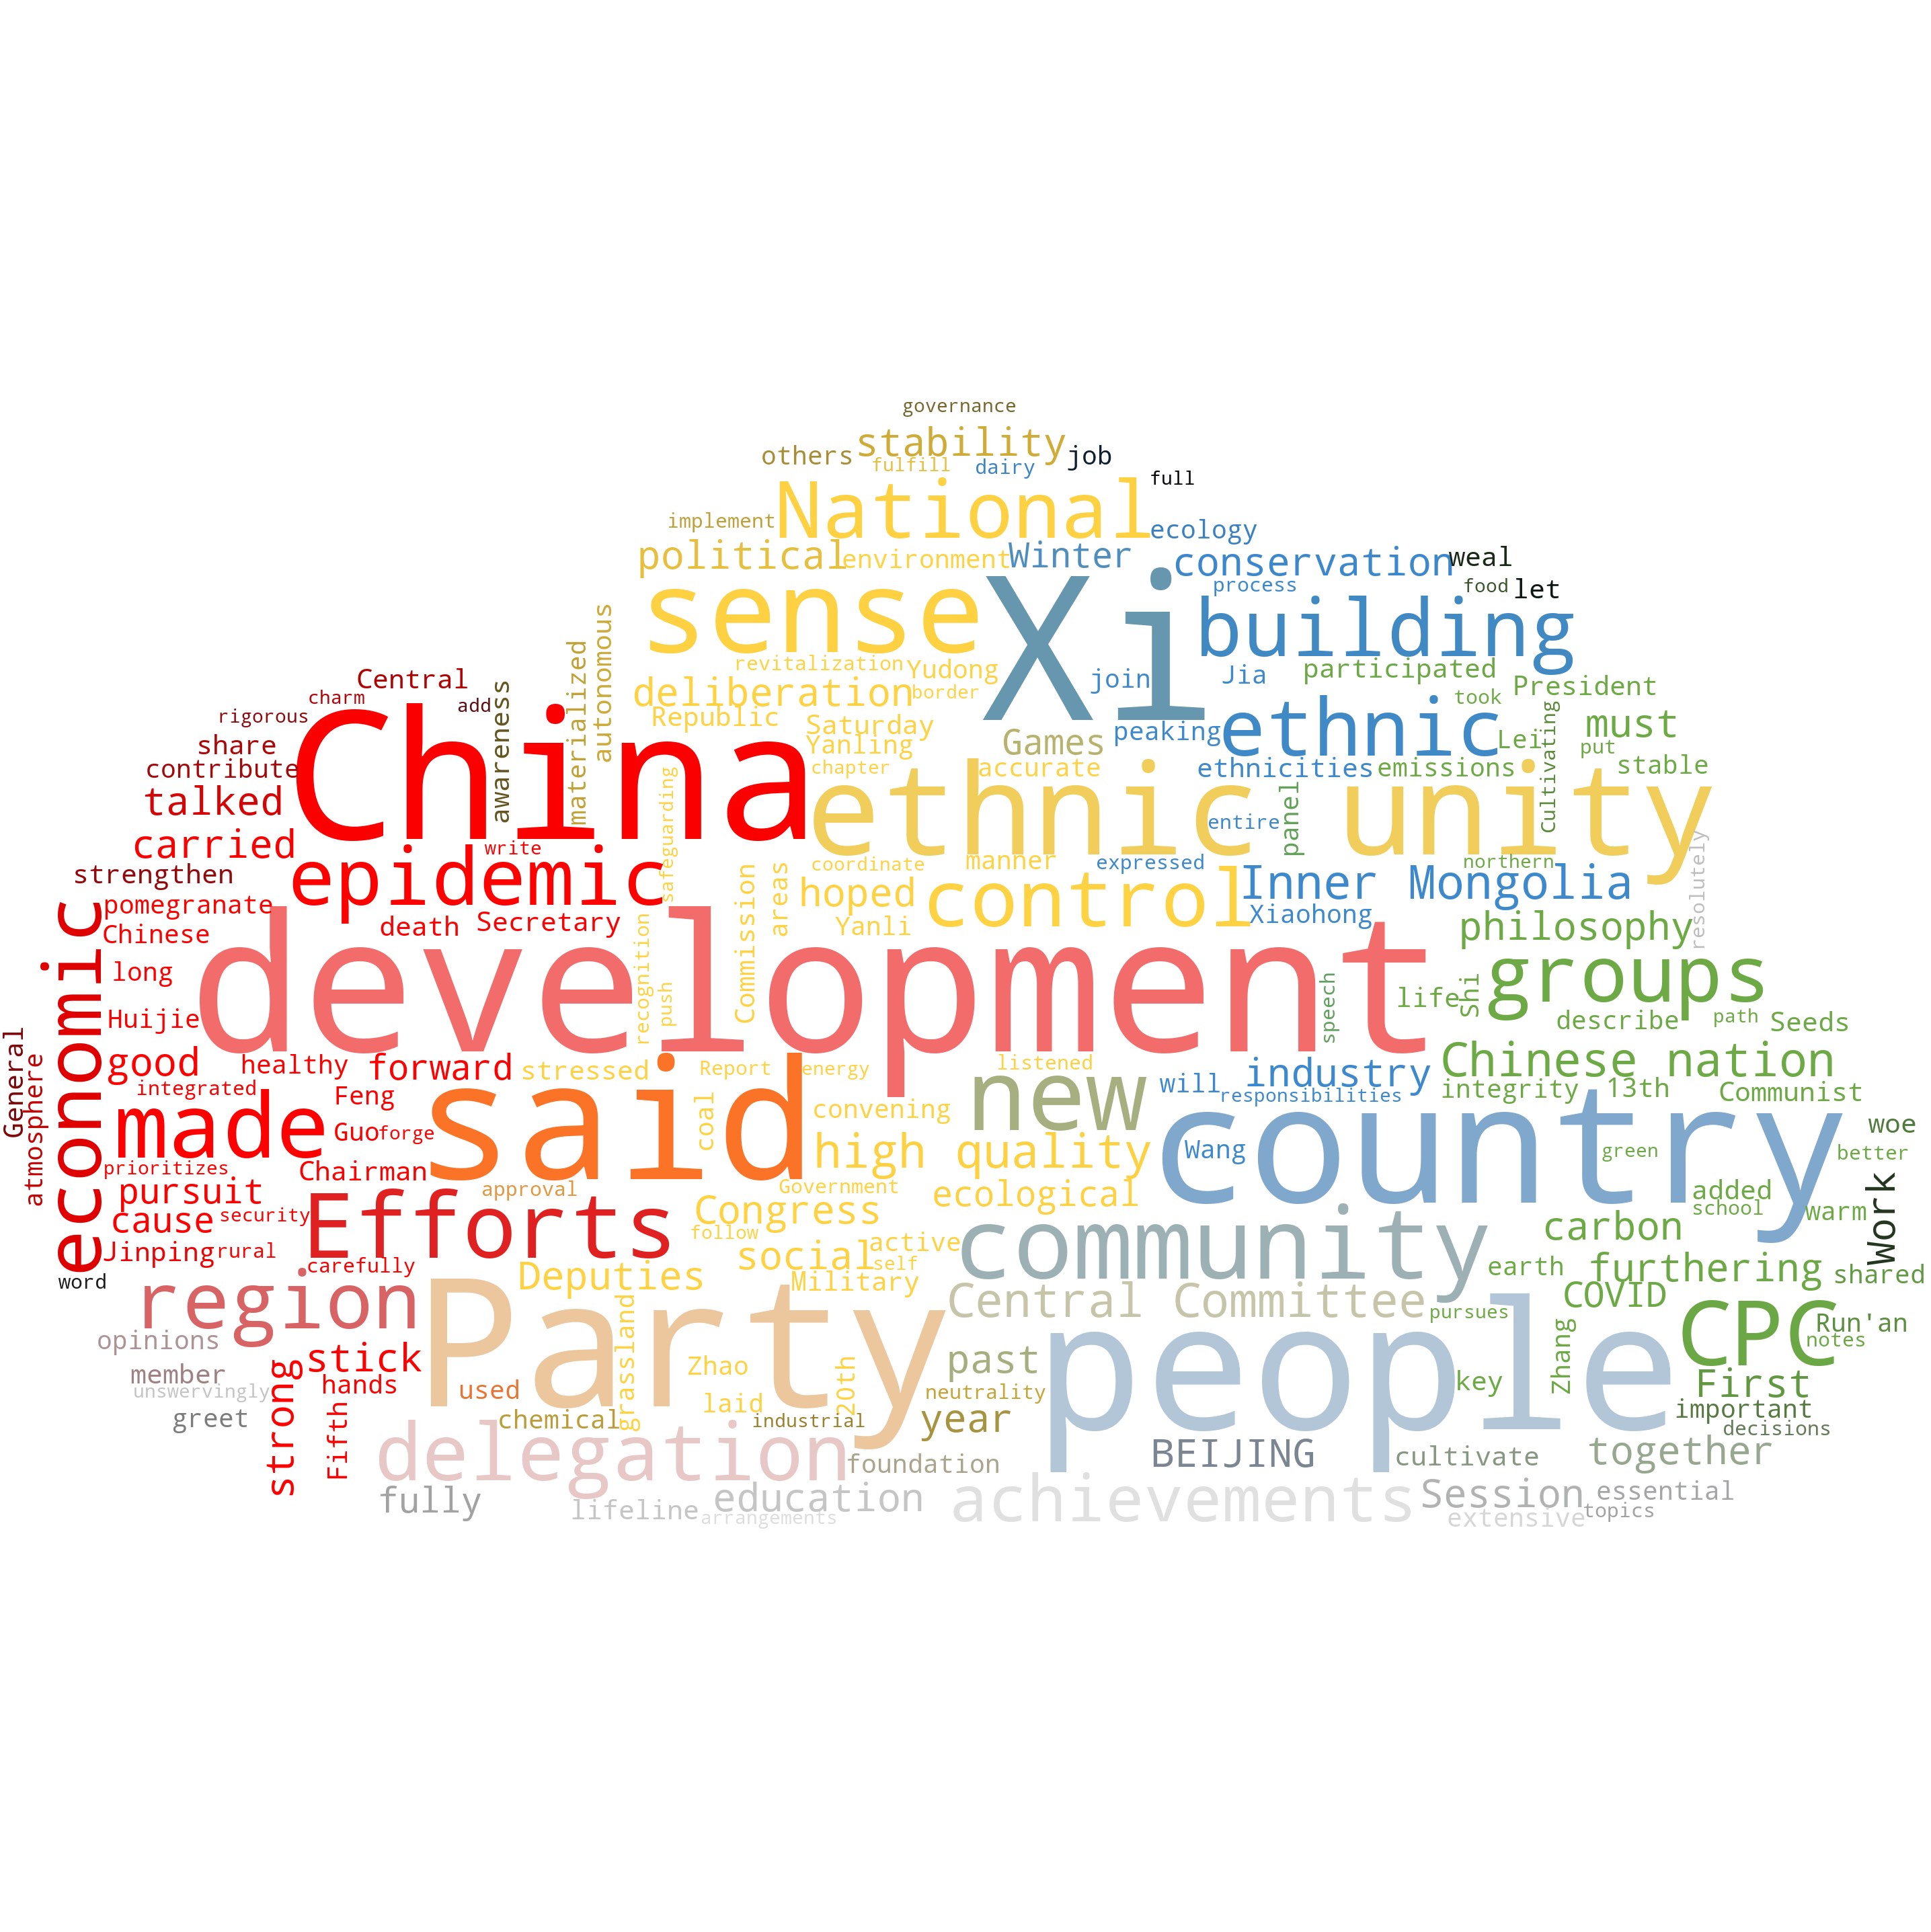 governance
stability
others
job
fulfill
dairy
full
National
implement
ecology
political
environment
Winter
conservation
weal
process
food
let
sense
Xi
building
autonomous
materialized
revitalization
Yudong
participated
Central
awareness
deliberation
border
join
Jia
President
charm
add
took
rigorous
Republic
Saturday
ethnic
Cultivating
must
share
China
Yanling
Games
peaking
Lei
put
contribute
chapter
accurate
ethnicities
emissions
stable
talked
safeguarding
ethnic unity
panel
entire
carried
write
coordinate
manner
expressed
northern
resolutely
strengthen
epidemic
Commission
areas
hoped
control
Inner Mongolia
pomegranate
death
Secretary
Yanli
Xiaohong
philosophy
Chinese
economic
long
recognition
development
groups
life
Shi
Huijie
push
speech
describe
path
Seeds
General
atmosphere
good
healthy
forward
stressed
Report
energy
listened
Chinese nation
integrated
Feng
said
new
will
industry
integrity
13th
Communist
responsibilities
made
Guo
forge
coal
convening
country
woe
prioritizes
Chairman
high quality
Wang
green
better
pursuit
approval
Government
ecological
added
cause
security
Efforts
Congress
school
warm
Work
follow
community
carbon
Jinping
rural
social
active
self
carefully
word
Deputies
Military
earth
furthering
shared
region
Party
Central Committee
pursues
COVID
CPC
Run'an
opinions
grassland
people
notes
stick
past
Zhang
member
hands
Zhao
20th
key
First
unswervingly
strong
used
laid
neutrality
greet
Fifth
chemical
industrial
year
important
decisions
delegation
foundation
BEIJING
cultivate
together
fully
lifeline
education
achievements
Session
essential
arrangements
extensive
topics